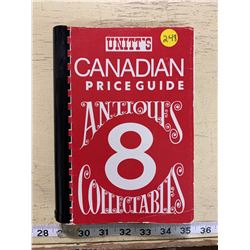 UNITT'S
249
CANADIAN
PRICE GUIDE
ANTIQUES
8
COLLECTABLES
28 29 30 31 32 33 34 35 36